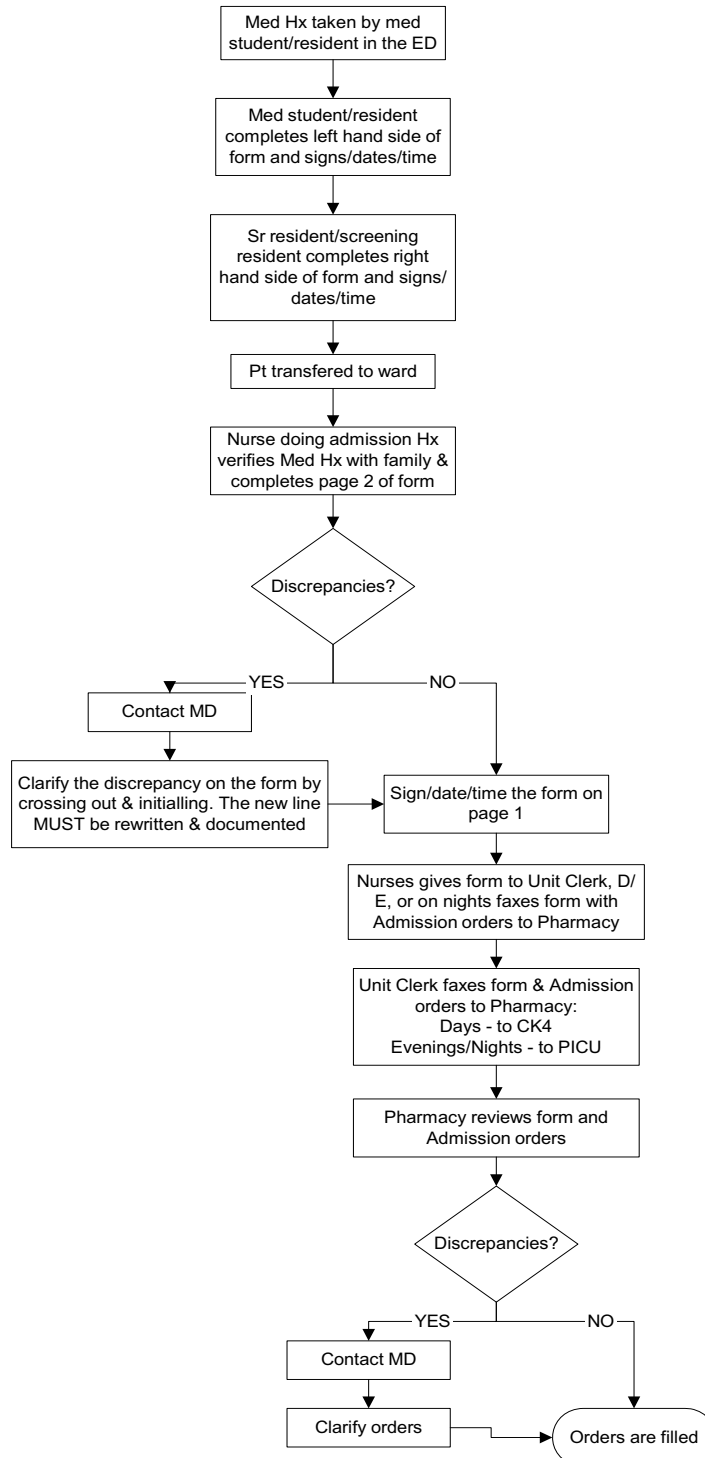 Med Hx taken by med
student/resident in the ED
Med student/resident
completes left hand side of
form and signs/dates/time
Sr resident/screening
resident completes right
hand side of form and signs/
dates/time
Pt transfered to ward
Nurse doing admission Hx
verifies Med Hx with family &
completes page 2 of form
Discrepancies?
YES
NO
Contact MD
Clarify the discrepancy on the form by
crossing out & initialling. The new line
MUST be rewritten & documented
Sign/date/time the form on
page 1
Nurses gives form to Unit Clerk, D/
E, or on nights faxes form with
Admission orders to Pharmacy
Unit Clerk faxes form & Admission
orders to Pharmacy:
Days - to CK4
Evenings/Nights - to PICU
Pharmacy reviews form and
Admission orders
Discrepancies?
YES
NO
Contact MD
Clarify orders
Orders are filled